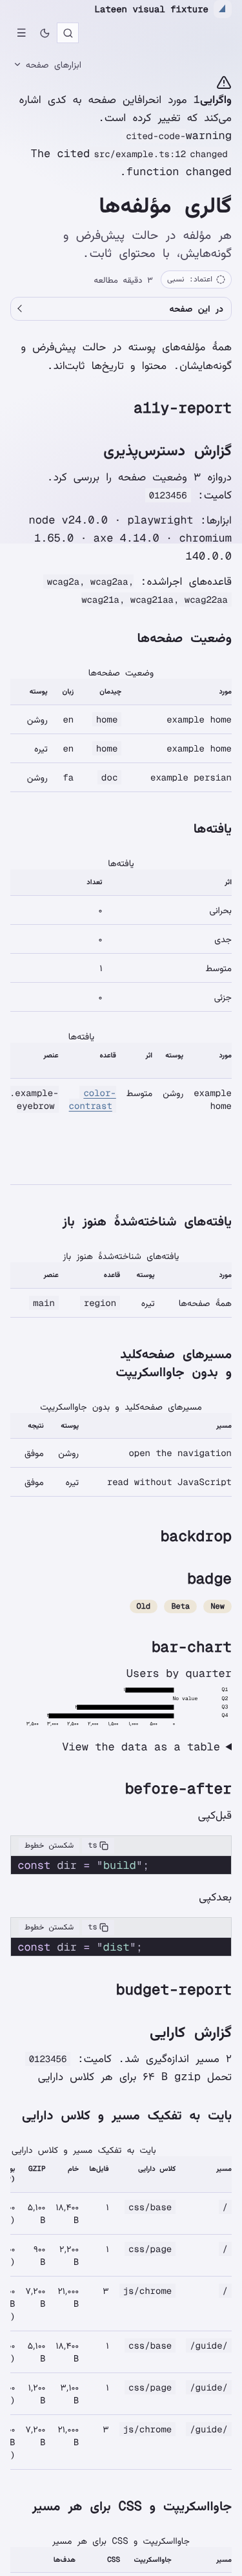 Lateen visual fixture
ابزارهای صفحه
واگرایی1 مورد انحرافاین صفحه به کدی اشاره
می‌کند که تغییر کرده است.
cited-code-warning
The cited src/example.ts:12 changed
function changed.
گالری مؤلفه‌ها
هر مؤلفه در حالت پیش‌فرض و
گونه‌هایش، با محتوای ثابت.
اعتماد: نسبی
۳ دقیقه مطالعه
در این صفحه
همهٔ مؤلفه‌های پوسته در حالت پیش‌فرض و
گونه‌هایشان. محتوا و تاریخ‌ها ثابت‌اند.
a11y-report
گزارش دسترس‌پذیری
دروازه ۳ وضعیت صفحه را بررسی کرد.
کامیت: 0123456
ابزارها: node v24.0.0 · playwright
1.65.0 · axe 4.14.0 · chromium
140.0.0
قاعده‌های اجراشده: wcag2a, wcag2aa,
wcag21a, wcag21aa, wcag22aa
وضعیت صفحه‌ها
وضعیت صفحه‌ها
مورد چیدمان زبان پوسته
example home home en روشن
example home home en تیره
example persian doc fa روشن
یافته‌ها
یافته‌ها
اثر تعداد
بحرانی ۰
جدی ۰
متوسط ۱
جزئی ۰
یافته‌ها
مورد پوسته اثر قاعده عنصر
example home روشن متوسط color-contrast .example-eyebrow
یافته‌های شناخته‌شدهٔ هنوز باز
یافته‌های شناخته‌شدهٔ هنوز باز
مورد پوسته قاعده عنصر
همهٔ صفحه‌ها تیره region main
مسیرهای صفحه‌کلید
و بدون جاوااسکریپت
مسیرهای صفحه‌کلید و بدون جاوااسکریپت
مسیر پوسته نتیجه
open the navigation روشن موفق
read without JavaScript تیره موفق
backdrop
badge
New Beta Old
bar-chart
Users by quarter
Q1
Q2 No value
Q3
Q4
۰ ۵۰۰ ۱٬۰۰۰ ۱٬۵۰۰ ۲٬۰۰۰ ۲٬۵۰۰ ۳٬۰۰۰ ۳٬۵۰۰
View the data as a table
before-after
قبل‌کپی
ts شکستن خطوط
const dir = "build";
بعدکپی
ts شکستن خطوط
const dir = "dist";
budget-report
گزارش کارایی
۲ مسیر اندازه‌گیری شد. کامیت: 0123456
تحمل ۶۴ B gzip برای هر کلاس دارایی
بایت به تفکیک مسیر و کلاس دارایی
بایت به تفکیک مسیر و کلاس دارایی
مسیر کلاس دارایی فایل‌ها خام GZIP
/ css/base ۱ ۱۸٬۴۰۰ B ۵٬۱۰۰ B
/ css/page ۱ ۲٬۲۰۰ B ۹۰۰ B
/ js/chrome ۳ ۲۱٬۰۰۰ B ۷٬۲۰۰ B
/guide/ css/base ۱ ۱۸٬۴۰۰ B ۵٬۱۰۰ B
/guide/ css/page ۱ ۳٬۱۰۰ B ۱٬۲۰۰ B
/guide/ js/chrome ۳ ۲۱٬۰۰۰ B ۷٬۲۰۰ B
جاوااسکریپت و CSS برای هر مسیر
جاوااسکریپت و CSS برای هر مسیر
مسیر جاوااسکریپت CSS هدف‌ها